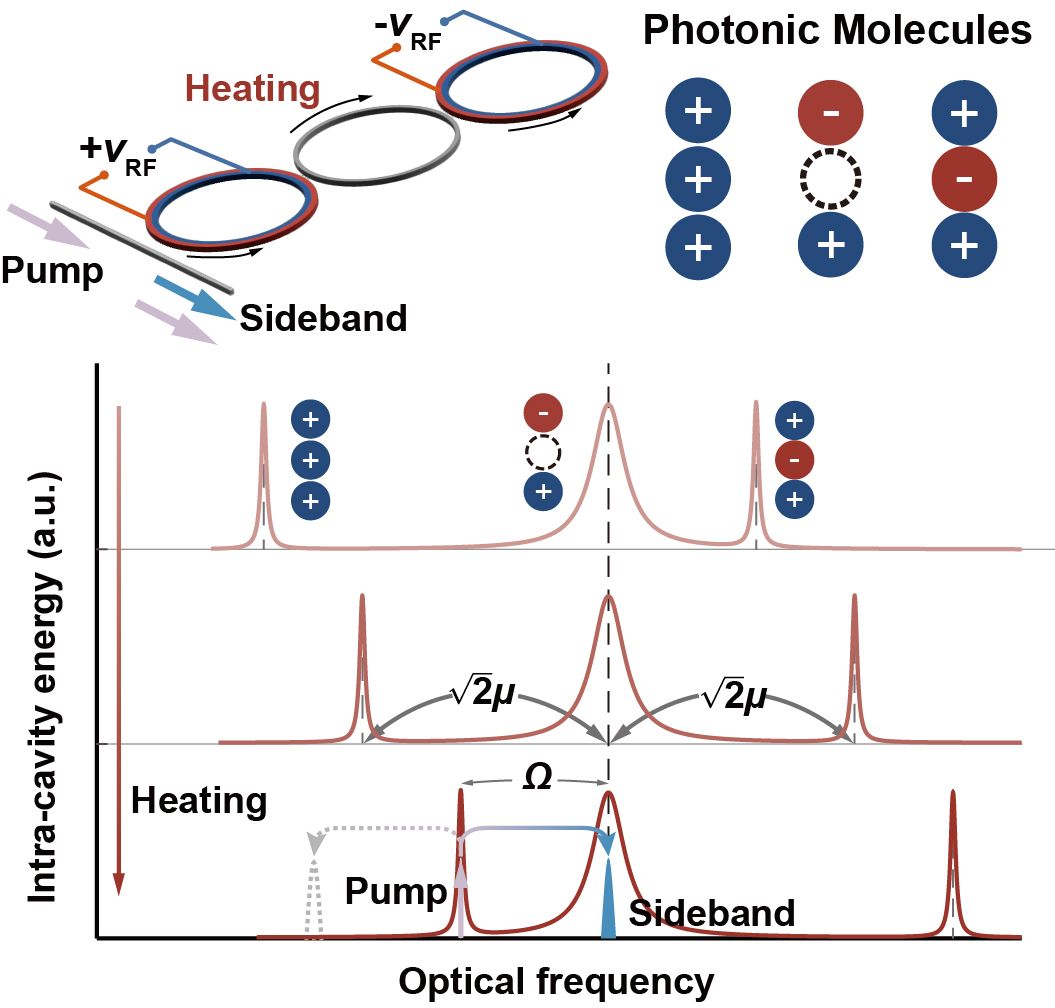 -vRF
Photonic Molecules
Heating
+vRF
+ - +
+ -
+ + +
Pump
Sideband
+ - +
+ -
+ + +
√2μ √2μ
Ω
Heating
Pump
Sideband
Intra-cavity energy (a.u.)
Optical frequency